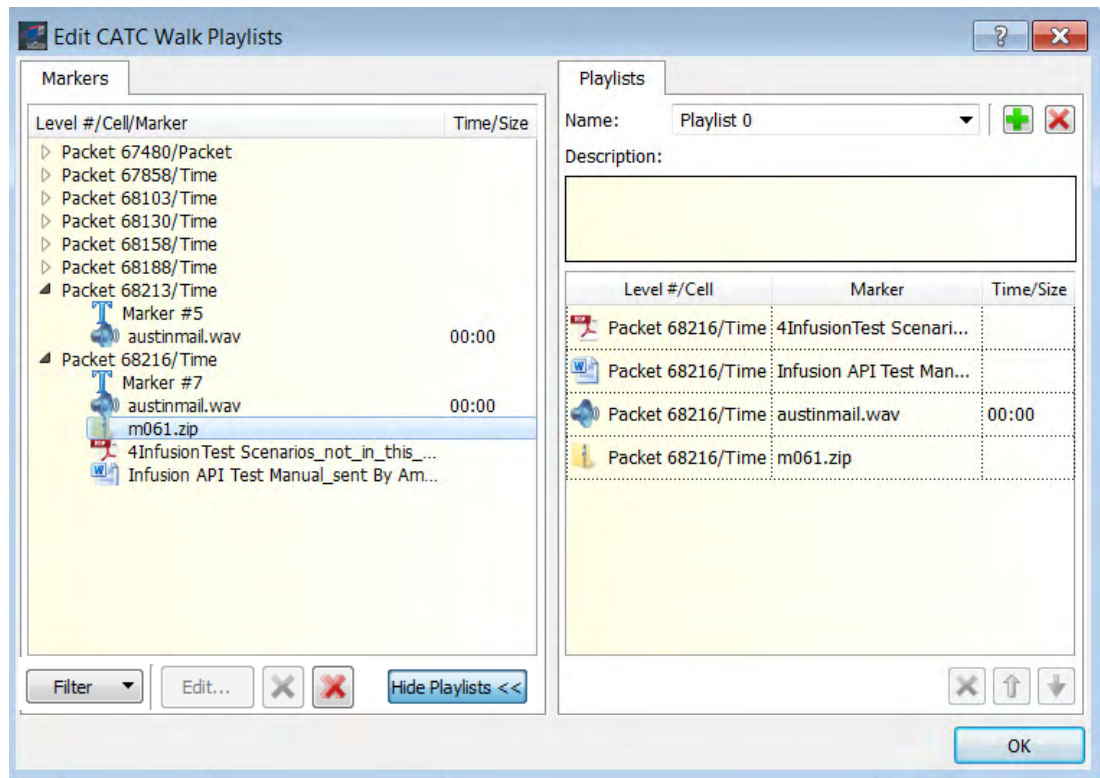 Edit CATC Walk Playlists
Markers
Level #/Cell/Marker Time/Size
Packet 67480/Packet
Packet 67858/Time
Packet 68103/Time
Packet 68130/Time
Packet 68158/Time
Packet 68188/Time
Packet 68213/Time
Marker #5
austinmail.wav 00:00
Packet 68216/Time
Marker #7
austinmail.wav 00:00
m061.zip
4InfusionTest Scenarios_not_in_this_...
Infusion API Test Manual_sent By Am...
Filter Edit... Hide Playlists <<
Playlists
Name: Playlist 0
Description:
Level #/Cell Marker Time/Size
Packet 68216/Time 4InfusionTest Scenari...
Packet 68216/Time Infusion API Test Man...
Packet 68216/Time austinmail.wav 00:00
Packet 68216/Time m061.zip
OK